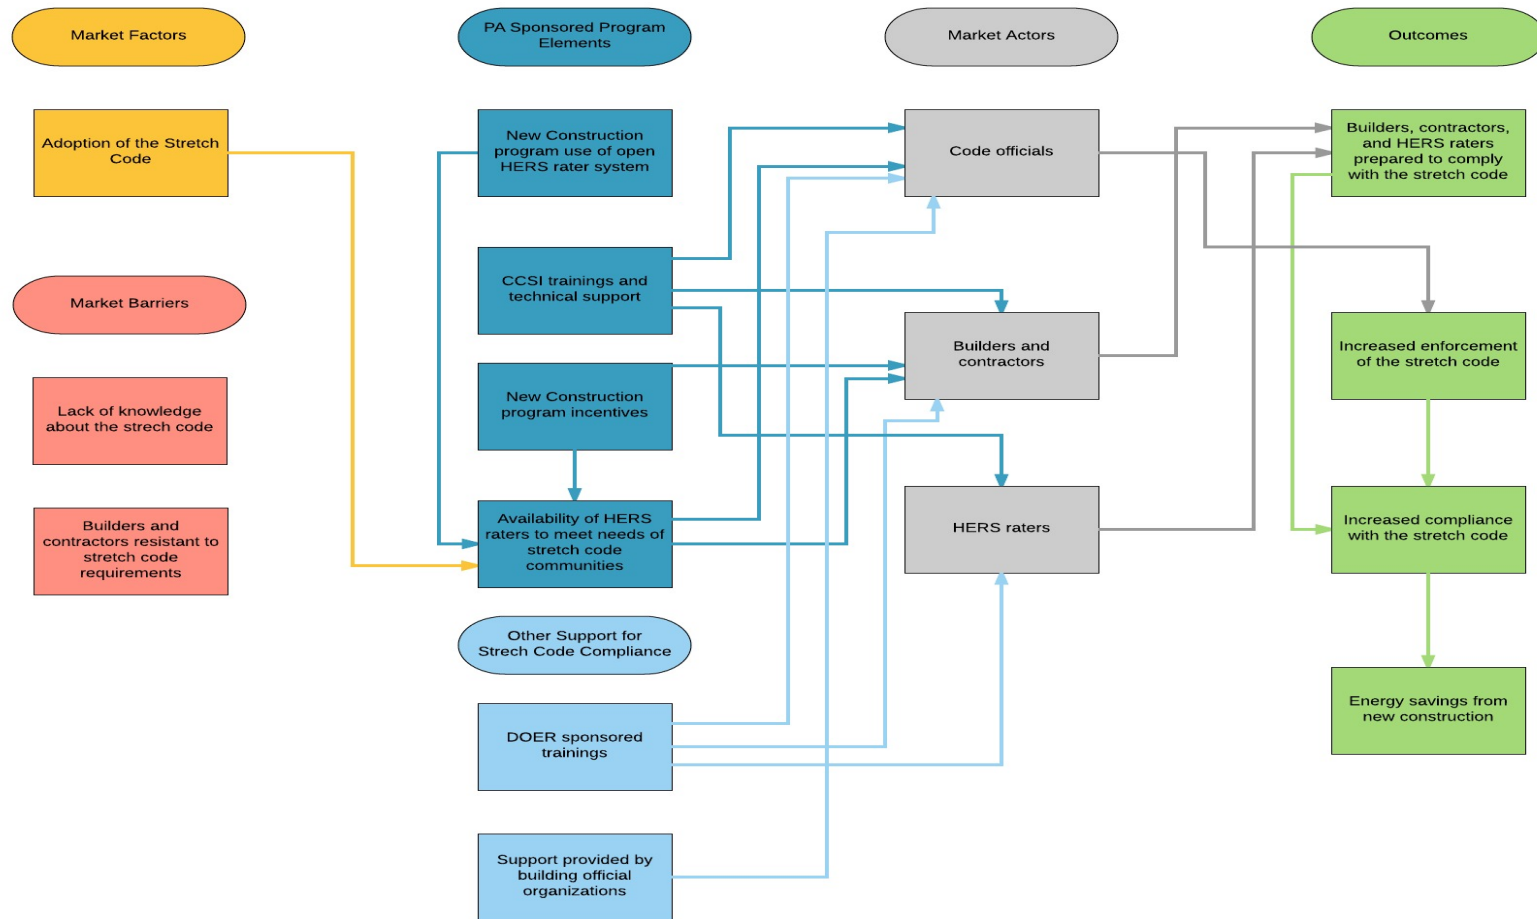 Market Factors
PA Sponsored Program
Elements
Market Actors
Outcomes
Adoption of the Stretch
Code
New Construction
program use of open
HERS rater system
Code officials
Builders, contractors,
and HERS raters
prepared to comply
with the stretch code
Market Barriers
CCSI trainings and
technical support
Builders and
contractors
Increased enforcement
of the stretch code
Lack of knowledge
about the strech code
New Construction
program incentives
Builders and
contractors resistant to
stretch code
requirements
Availability of HERS
raters to meet needs of
stretch code
communities
HERS raters
Increased compliance
with the stretch code
Other Support for
Strech Code Compliance
DOER sponsored
trainings
Energy savings from
new construction
Support provided by
building official
organizations